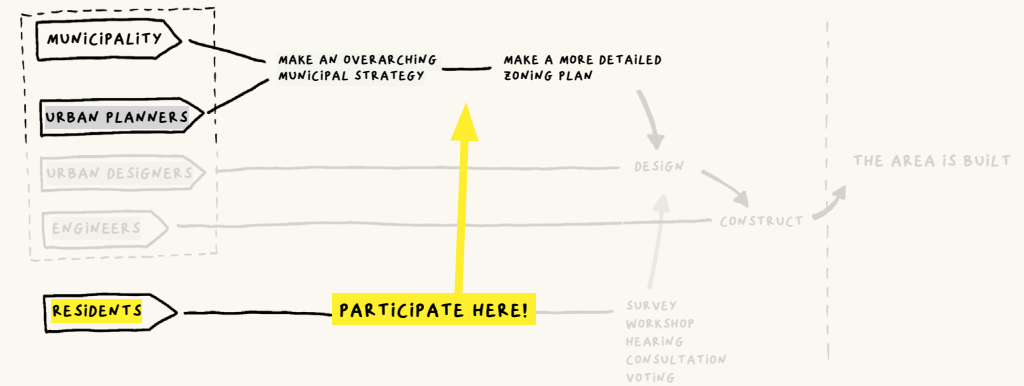 MUNICIPALITY
MAKE AN OVERARCHING
MUNICIPAL STRATEGY
MAKE A MORE DETAILED
ZONING PLAN
URBAN PLANNERS
URBAN DESIGNERS
DESIGN
THE AREA IS BUILT
ENGINEERS
CONSTRUCT
RESIDENTS
PARTICIPATE HERE!
SURVEY
WORKSHOP
HEARING
CONSULTATION
VOTING